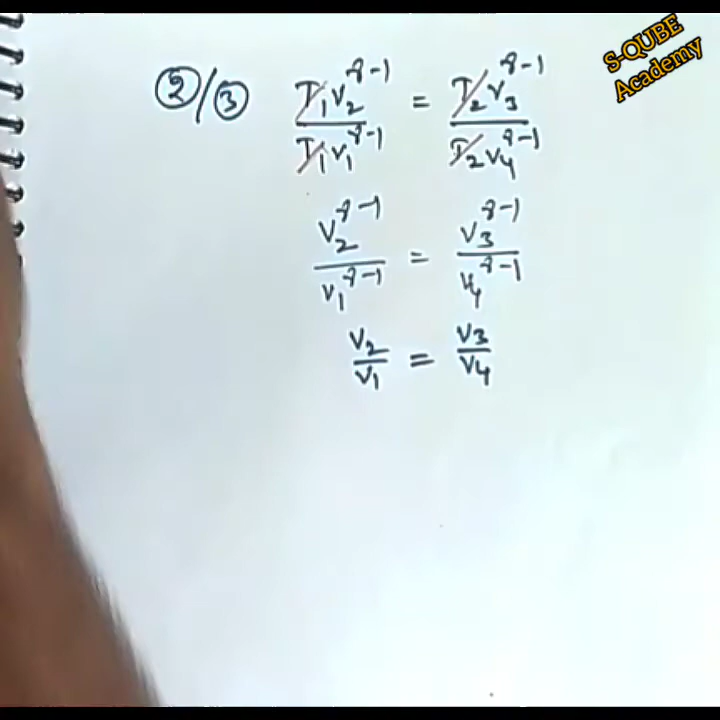 S-QUBE
Academy
②/③ T₁V₂^γ-1 / T₁V₁^γ-1 = T₂V₃^γ-1 / T₂V₄^γ-1
V₂^γ-1 / V₁^γ-1 = V₃^γ-1 / V₄^γ-1
V₂/V₁ = V₃/V₄